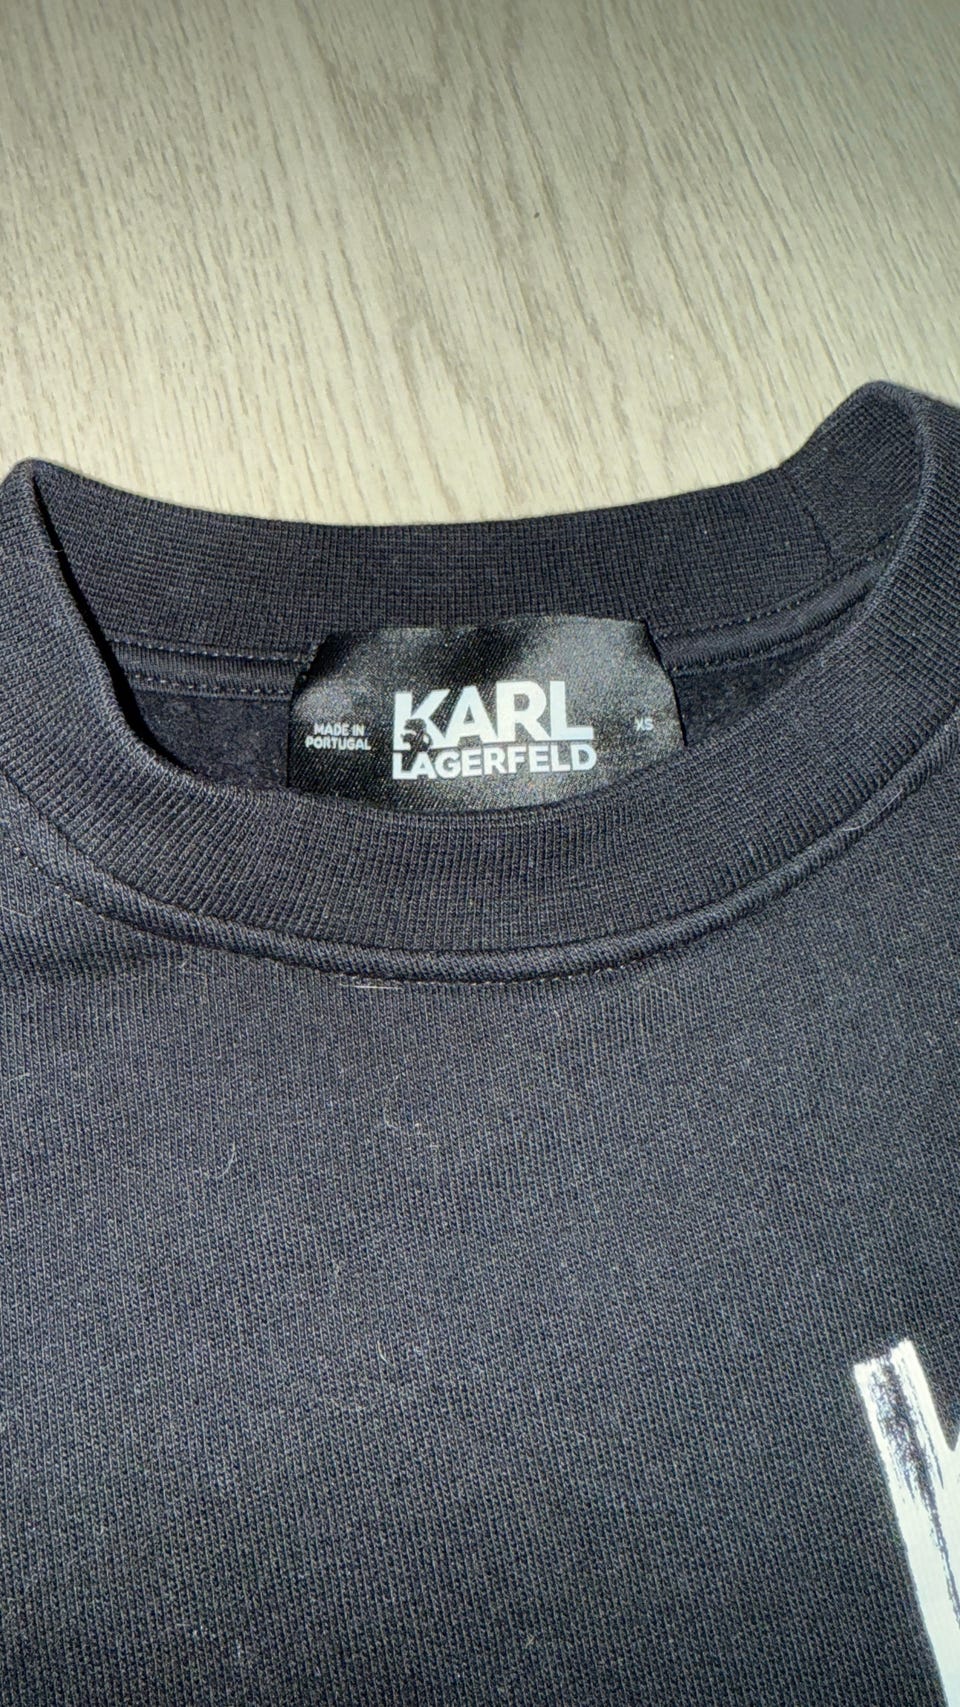 MADE IN
PORTUGAL
KARL
LAGERFELD
XS